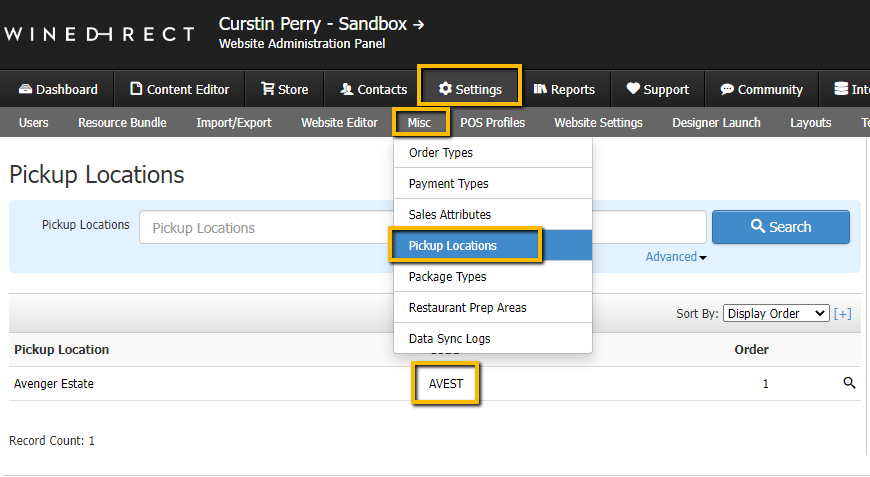 WINEDIRECT
Curstin Perry - Sandbox →
Website Administration Panel
Dashboard Content Editor Store Contacts Settings Reports Support Community
Users Resource Bundle Import/Export Website Editor Misc POS Profiles Website Settings Designer Launch Layouts
Order Types
Payment Types
Sales Attributes
Pickup Locations
Package Types
Restaurant Prep Areas
Data Sync Logs
Pickup Locations
Pickup Locations Pickup Locations Search
Advanced
Sort By: Display Order [+]
Pickup Location Order
Avenger Estate AVEST 1
Record Count: 1